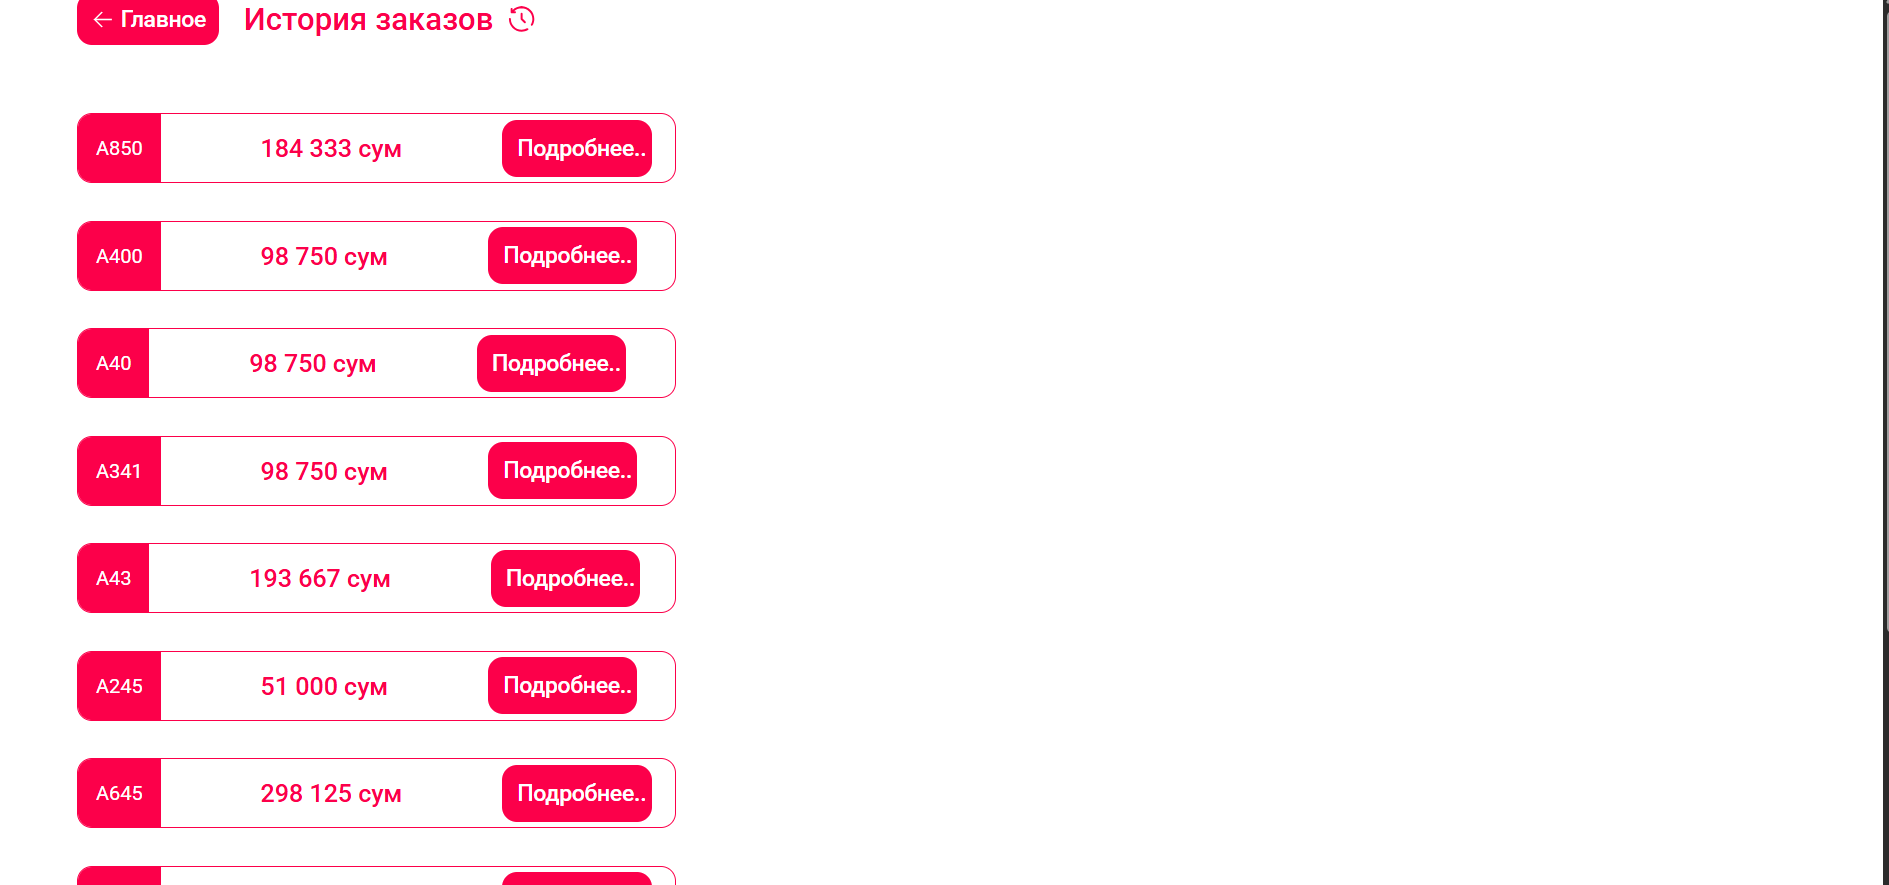 Главное
История заказов
A850
184 333 сум
Подробнее..
A400
98 750 сум
Подробнее..
A40
98 750 сум
Подробнее..
A341
98 750 сум
Подробнее..
A43
193 667 сум
Подробнее..
A245
51 000 сум
Подробнее..
A645
298 125 сум
Подробнее..